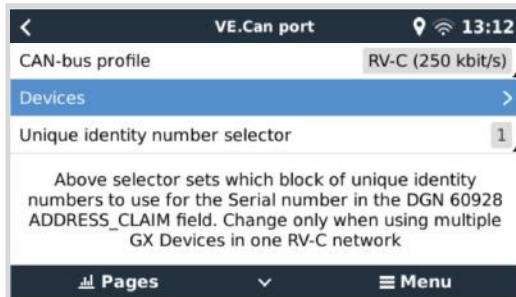 VE.Can port 13:12
CAN-bus profile RV-C (250 kbit/s)
Devices
Unique identity number selector 1
Above selector sets which block of unique identity
numbers to use for the Serial number in the DGN 60928
ADDRESS_CLAIM field. Change only when using multiple
GX Devices in one RV-C network
Pages Menu